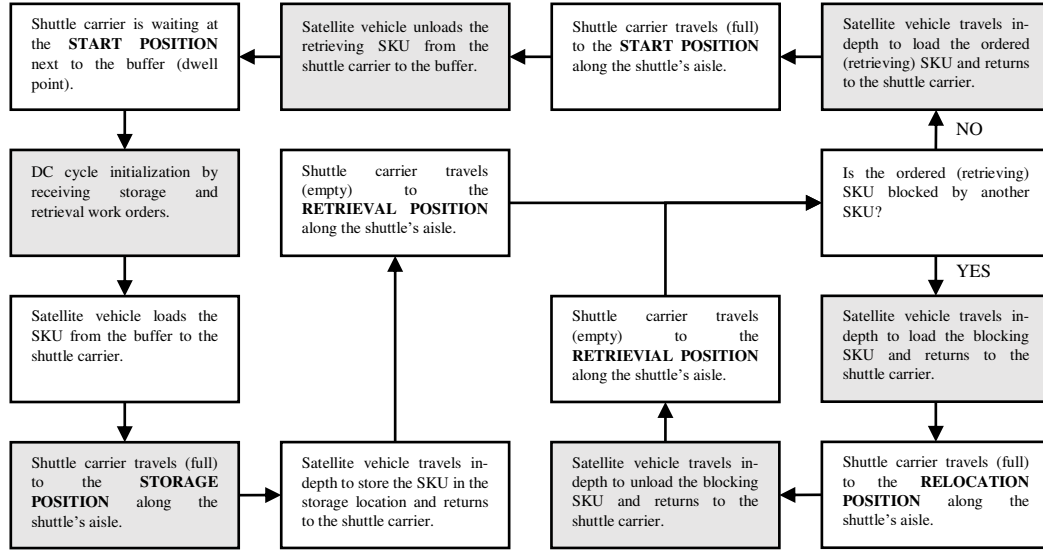 Shuttle carrier is waiting at
the START POSITION
next to the buffer (dwell
point).
Satellite vehicle unloads the
retrieving SKU from the
shuttle carrier to the buffer.
Shuttle carrier travels (full)
to the START POSITION
along the shuttle's aisle.
Satellite vehicle travels in-
depth to load the ordered
(retrieving) SKU and returns
to the shuttle carrier.
NO
DC cycle initialization by
receiving storage and
retrieval work orders.
Shuttle carrier travels
(empty) to the
RETRIEVAL POSITION
along the shuttle's aisle.
Is the ordered (retrieving)
SKU blocked by another
SKU?
YES
Satellite vehicle loads the
SKU from the buffer to the
shuttle carrier.
Shuttle carrier travels
(empty) to the
RETRIEVIAL POSITION
along the shuttle's aisle.
Satellite vehicle travels in-
depth to load the blocking
SKU and returns to the
shuttle carrier.
Shuttle carrier travels (full)
to the STORAGE
POSITION along the
shuttle's aisle.
Satellite vehicle travels in-
depth to store the SKU in the
storage location and returns
to the shuttle carrier.
Satellite vehicle travels in-
depth to unload the blocking
SKU and returns to the
shuttle carrier.
Shuttle carrier travels (full)
to the RELOCATION
POSITION along the
shuttle's aisle.